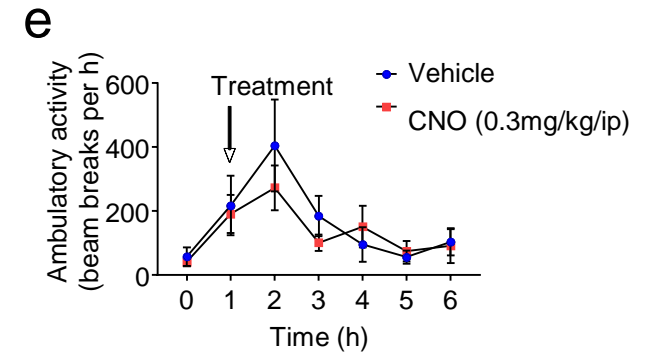 e
Ambulatory activity
(beam breaks per h)
600
400
200
0
Treatment
Vehicle
CNO (0.3mg/kg/ip)
0 1 2 3 4 5 6
Time (h)